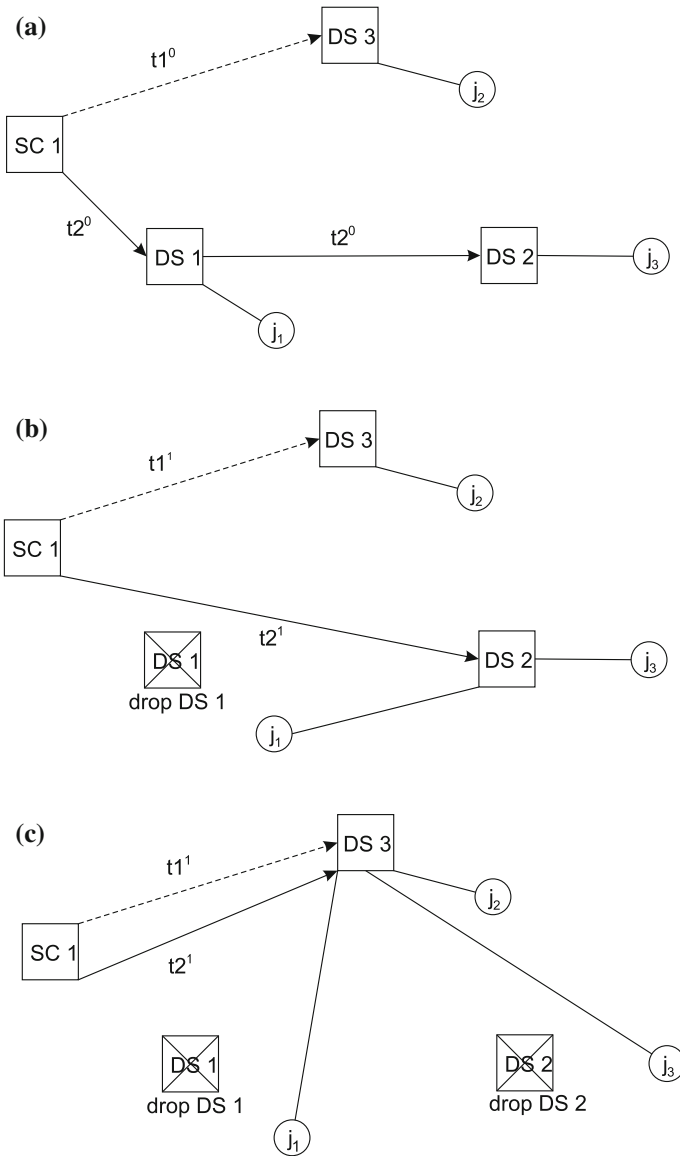 (a)
DS 3
t1⁰
j₂
SC 1
t2⁰
t2⁰
DS 1
DS 2
j₃
j₁
(b)
DS 3
t1¹
j₂
SC 1
t2¹
DS 1
DS 2
j₃
drop DS 1
j₁
(c)
DS 3
t1¹
j₂
SC 1
t2¹
DS 1
DS 2
j₃
drop DS 1
drop DS 2
j₁